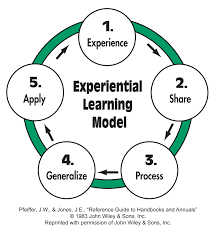 1.
Experience
2.
Share
3.
Process
4.
Generalize
5.
Apply
Experiential
Learning
Model
Pfeiffer, J.W., & Jones, J.E., "Reference Guide to Handbooks and Annuals"
© 1983 John Wiley & Sons, Inc.
Reprinted with permission of John Wiley & Sons, Inc.